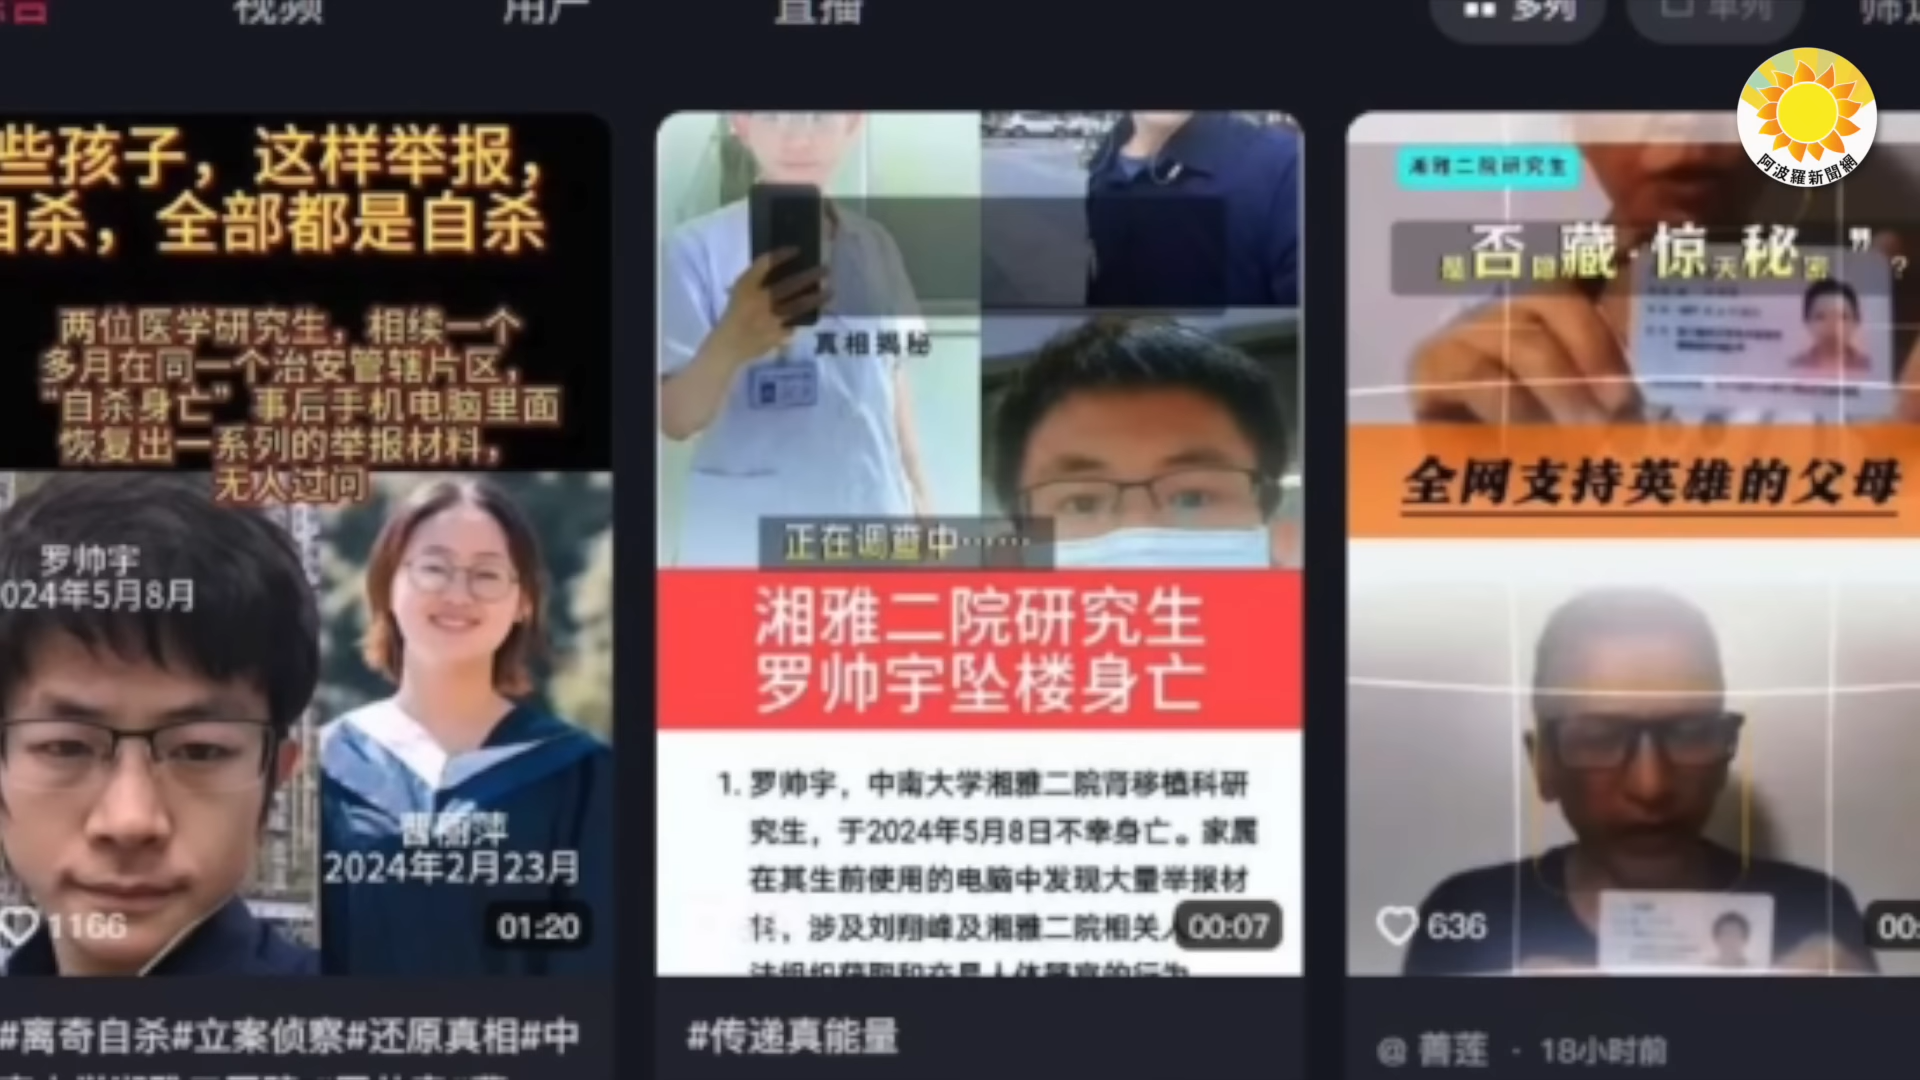 视频
用户
直播
多列
单列
阿波羅新聞網
些孩子，这样举报，
自杀，全部都是自杀
两位医学研究生，相续一个
多月在同一个治安管辖片区，
“自杀身亡”事后手机电脑里面
恢复出一系列的举报材料，
无人过问
罗帅宇
2024年5月8月
2024年2月23月
1166
01:20
#离奇自杀#立案侦察#还原真相#中
真相揭秘
正在调查中……
湘雅二院研究生
罗帅宇坠楼身亡
1. 罗帅宇，中南大学湘雅二院肾移植科研
究生，于2024年5月8日不幸身亡。家属
在其生前使用的电脑中发现大量举报材
料，涉及刘翔峰及湘雅二院相关人
00:07
#传递真能量
湘雅二院研究生
是否隐藏·惊天秘密”？
全网支持英雄的父母
636
00:
@ 菩莲 · 18小时前